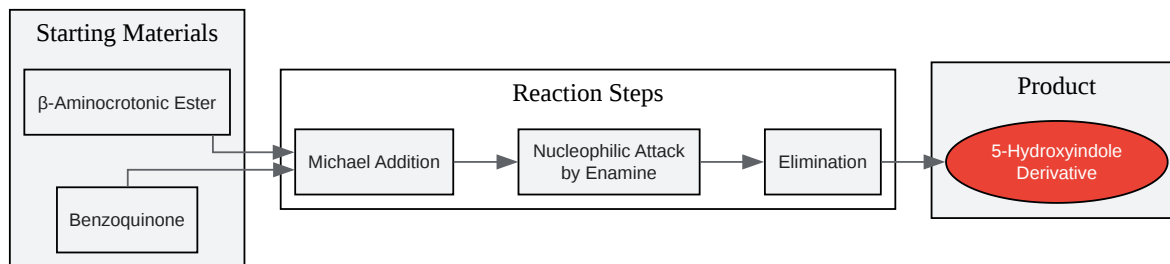 Starting Materials
β-Aminocrotonic Ester
Benzoquinone
Reaction Steps
Michael Addition
Nucleophilic Attack
by Enamine
Elimination
Product
5-Hydroxyindole
Derivative